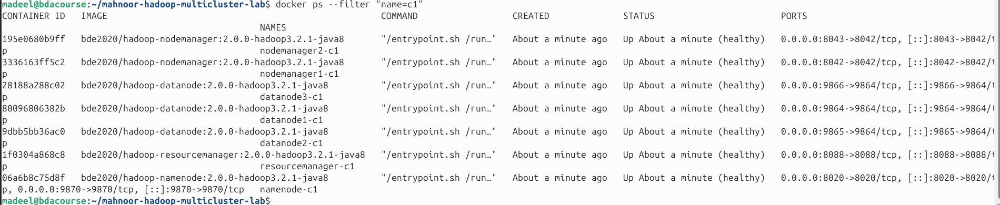 madeel@bdacourse:~/mahnoor-hadoop-multicluster-lab$ docker ps --filter "name=c1"
CONTAINER ID   IMAGE                                                    COMMAND                  CREATED              STATUS                        PORTS
                                                 NAMES
195e0680b9ff   bde2020/hadoop-nodemanager:2.0.0-hadoop3.2.1-java8       "/entrypoint.sh /run…"   About a minute ago   Up About a minute (healthy)   0.0.0.0:8043->8042/tcp, [::]:8043->8042/t
p                                                nodemanager2-c1
3336163ff5c2   bde2020/hadoop-nodemanager:2.0.0-hadoop3.2.1-java8       "/entrypoint.sh /run…"   About a minute ago   Up About a minute (healthy)   0.0.0.0:8042->8042/tcp, [::]:8042->8042/t
p                                                nodemanager1-c1
28188a288c02   bde2020/hadoop-datanode:2.0.0-hadoop3.2.1-java8          "/entrypoint.sh /run…"   About a minute ago   Up About a minute (healthy)   0.0.0.0:9866->9864/tcp, [::]:9866->9864/t
p                                                datanode3-c1
80096806382b   bde2020/hadoop-datanode:2.0.0-hadoop3.2.1-java8          "/entrypoint.sh /run…"   About a minute ago   Up About a minute (healthy)   0.0.0.0:9864->9864/tcp, [::]:9864->9864/t
p                                                datanode1-c1
9dbb5bb36ac0   bde2020/hadoop-datanode:2.0.0-hadoop3.2.1-java8          "/entrypoint.sh /run…"   About a minute ago   Up About a minute (healthy)   0.0.0.0:9865->9864/tcp, [::]:9865->9864/t
p                                                datanode2-c1
1f0304a868c8   bde2020/hadoop-resourcemanager:2.0.0-hadoop3.2.1-java8   "/entrypoint.sh /run…"   About a minute ago   Up About a minute (healthy)   0.0.0.0:8088->8088/tcp, [::]:8088->8088/t
p                                                resourcemanager-c1
06a6b8c75d8f   bde2020/hadoop-namenode:2.0.0-hadoop3.2.1-java8          "/entrypoint.sh /run…"   About a minute ago   Up About a minute (healthy)   0.0.0.0:8020->8020/tcp, [::]:8020->8020/t
p, 0.0.0.0:9870->9870/tcp, [::]:9870->9870/tcp   namenode-c1
madeel@bdacourse:~/mahnoor-hadoop-multicluster-lab$